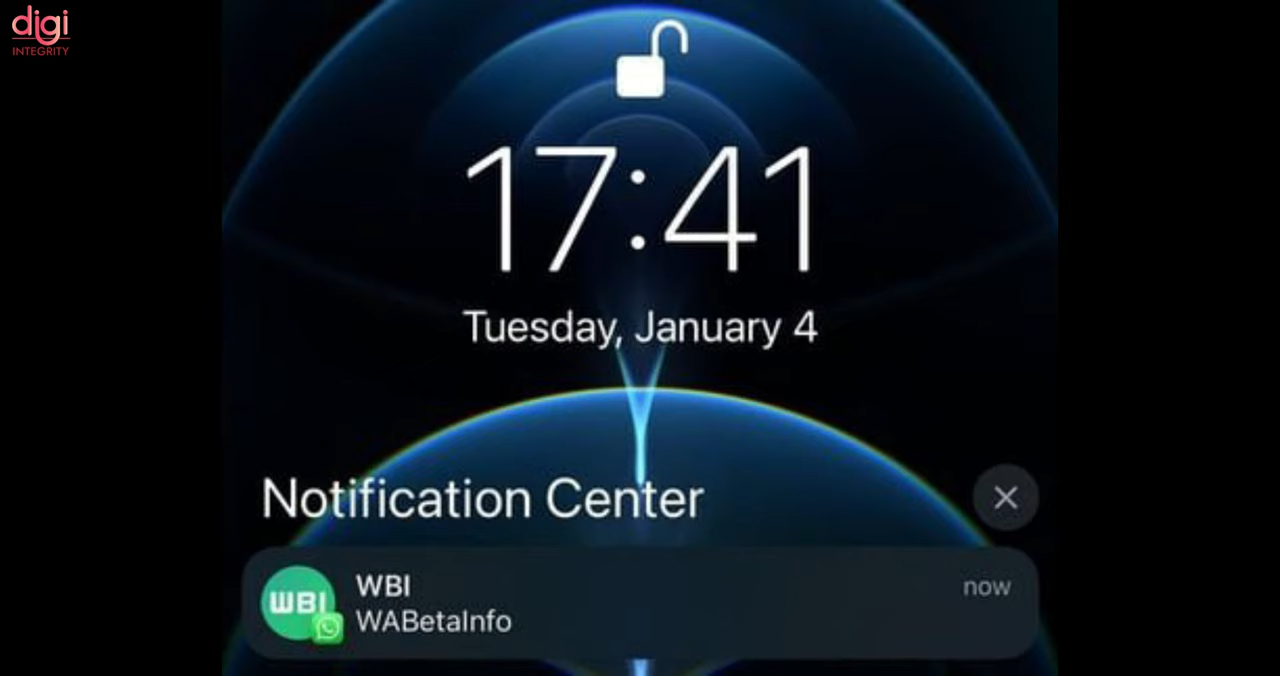 digi
INTEGRITY
17:41
Tuesday, January 4
Notification Center
WBI
WBI
now
WABetaInfo